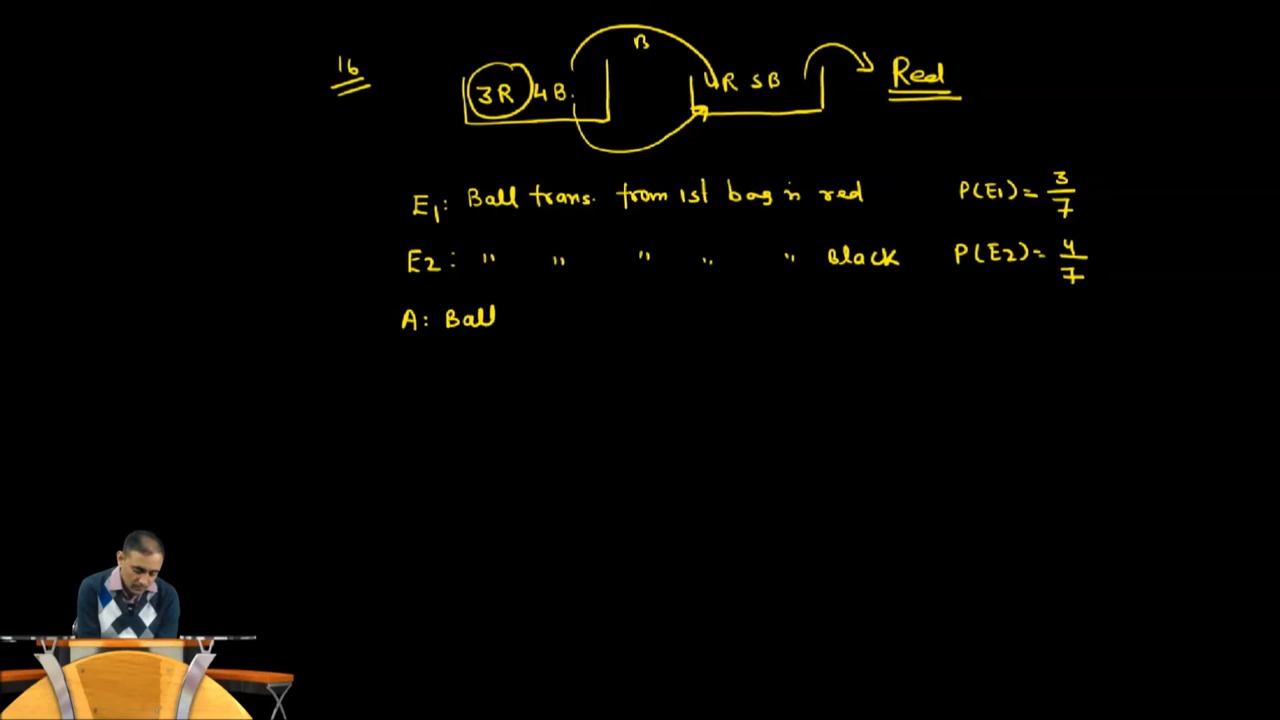 16
B
3R 4B. 4R 5B Red
E1: Ball trans. from 1st bag is red P(E1) = 3/7
E2: " " " " " Black P(E2) = 4/7
A: Ball